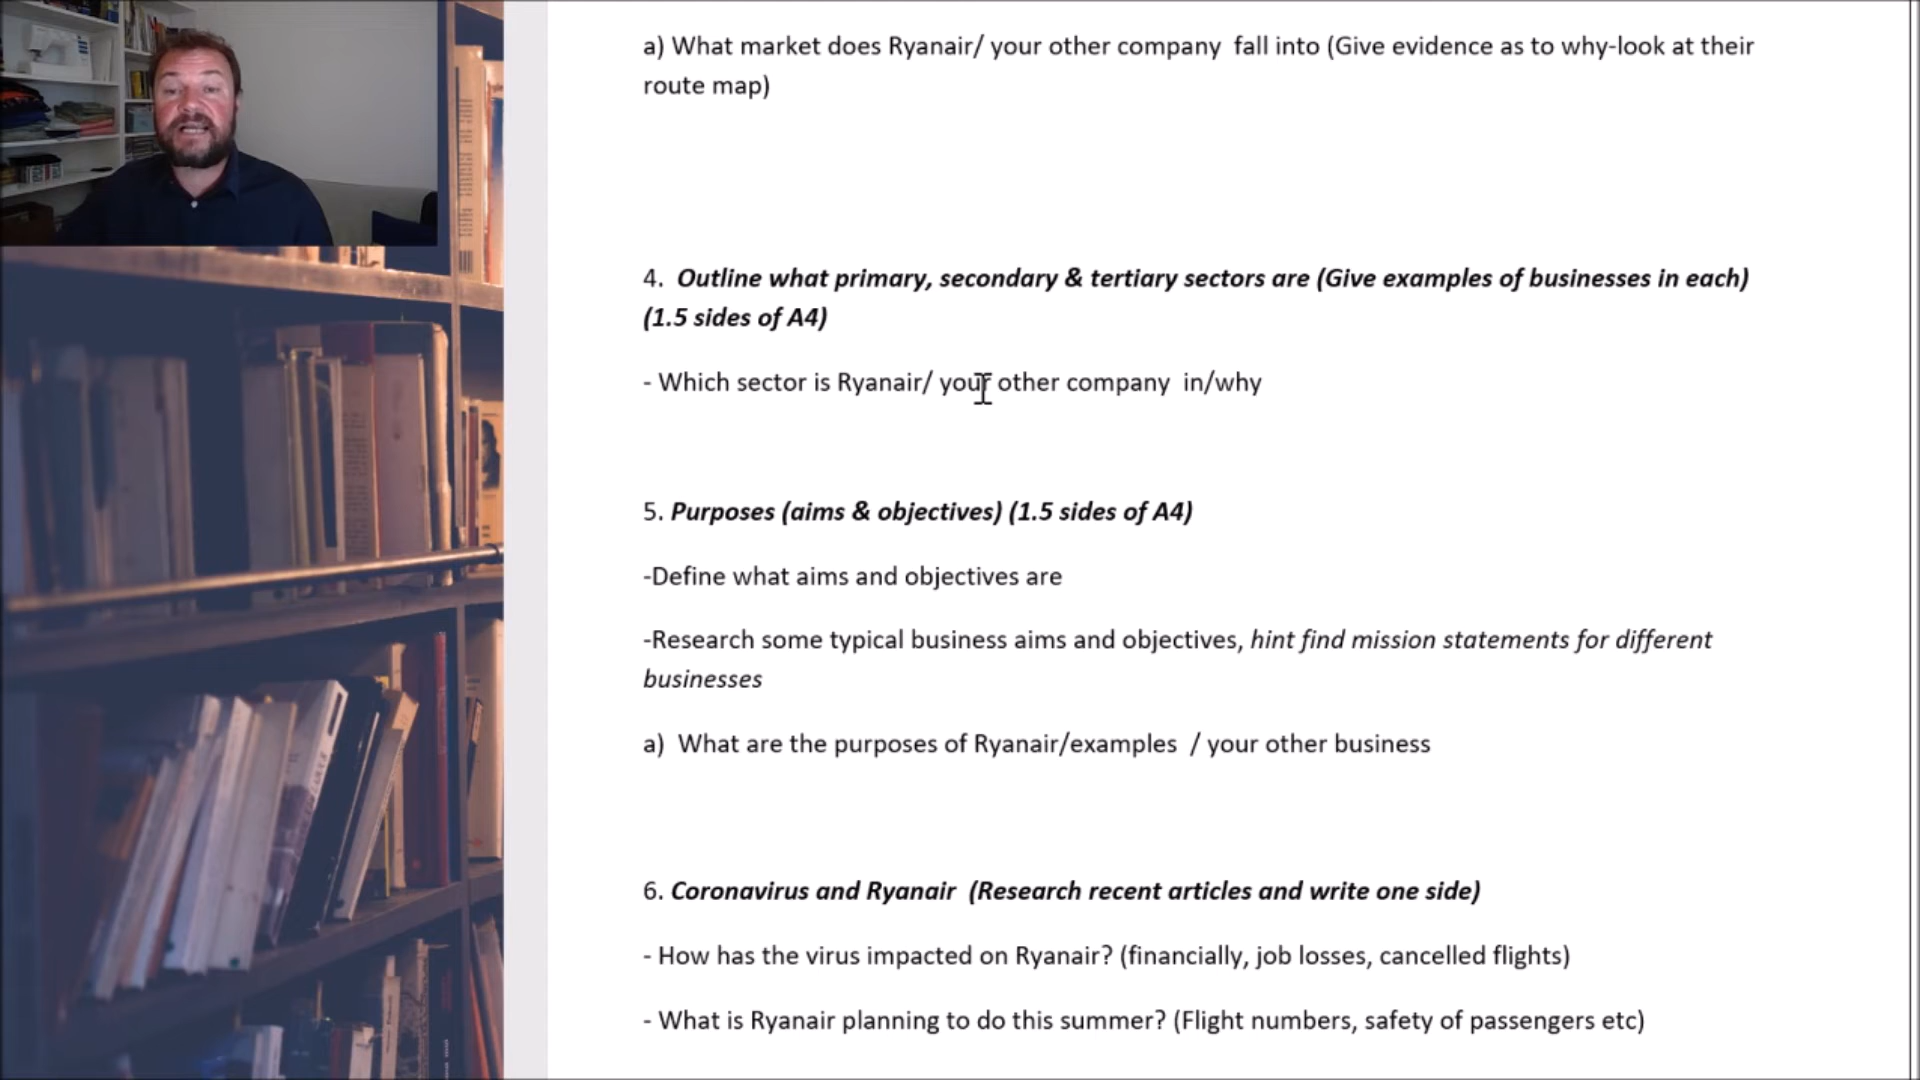 a) What market does Ryanair/ your other company  fall into (Give evidence as to why-look at their
route map)
4.  Outline what primary, secondary & tertiary sectors are (Give examples of businesses in each)
(1.5 sides of A4)
- Which sector is Ryanair/ your other company  in/why
5. Purposes (aims & objectives) (1.5 sides of A4)
-Define what aims and objectives are
-Research some typical business aims and objectives, hint find mission statements for different
businesses
a)  What are the purposes of Ryanair/examples  / your other business
6. Coronavirus and Ryanair  (Research recent articles and write one side)
- How has the virus impacted on Ryanair? (financially, job losses, cancelled flights)
- What is Ryanair planning to do this summer? (Flight numbers, safety of passengers etc)